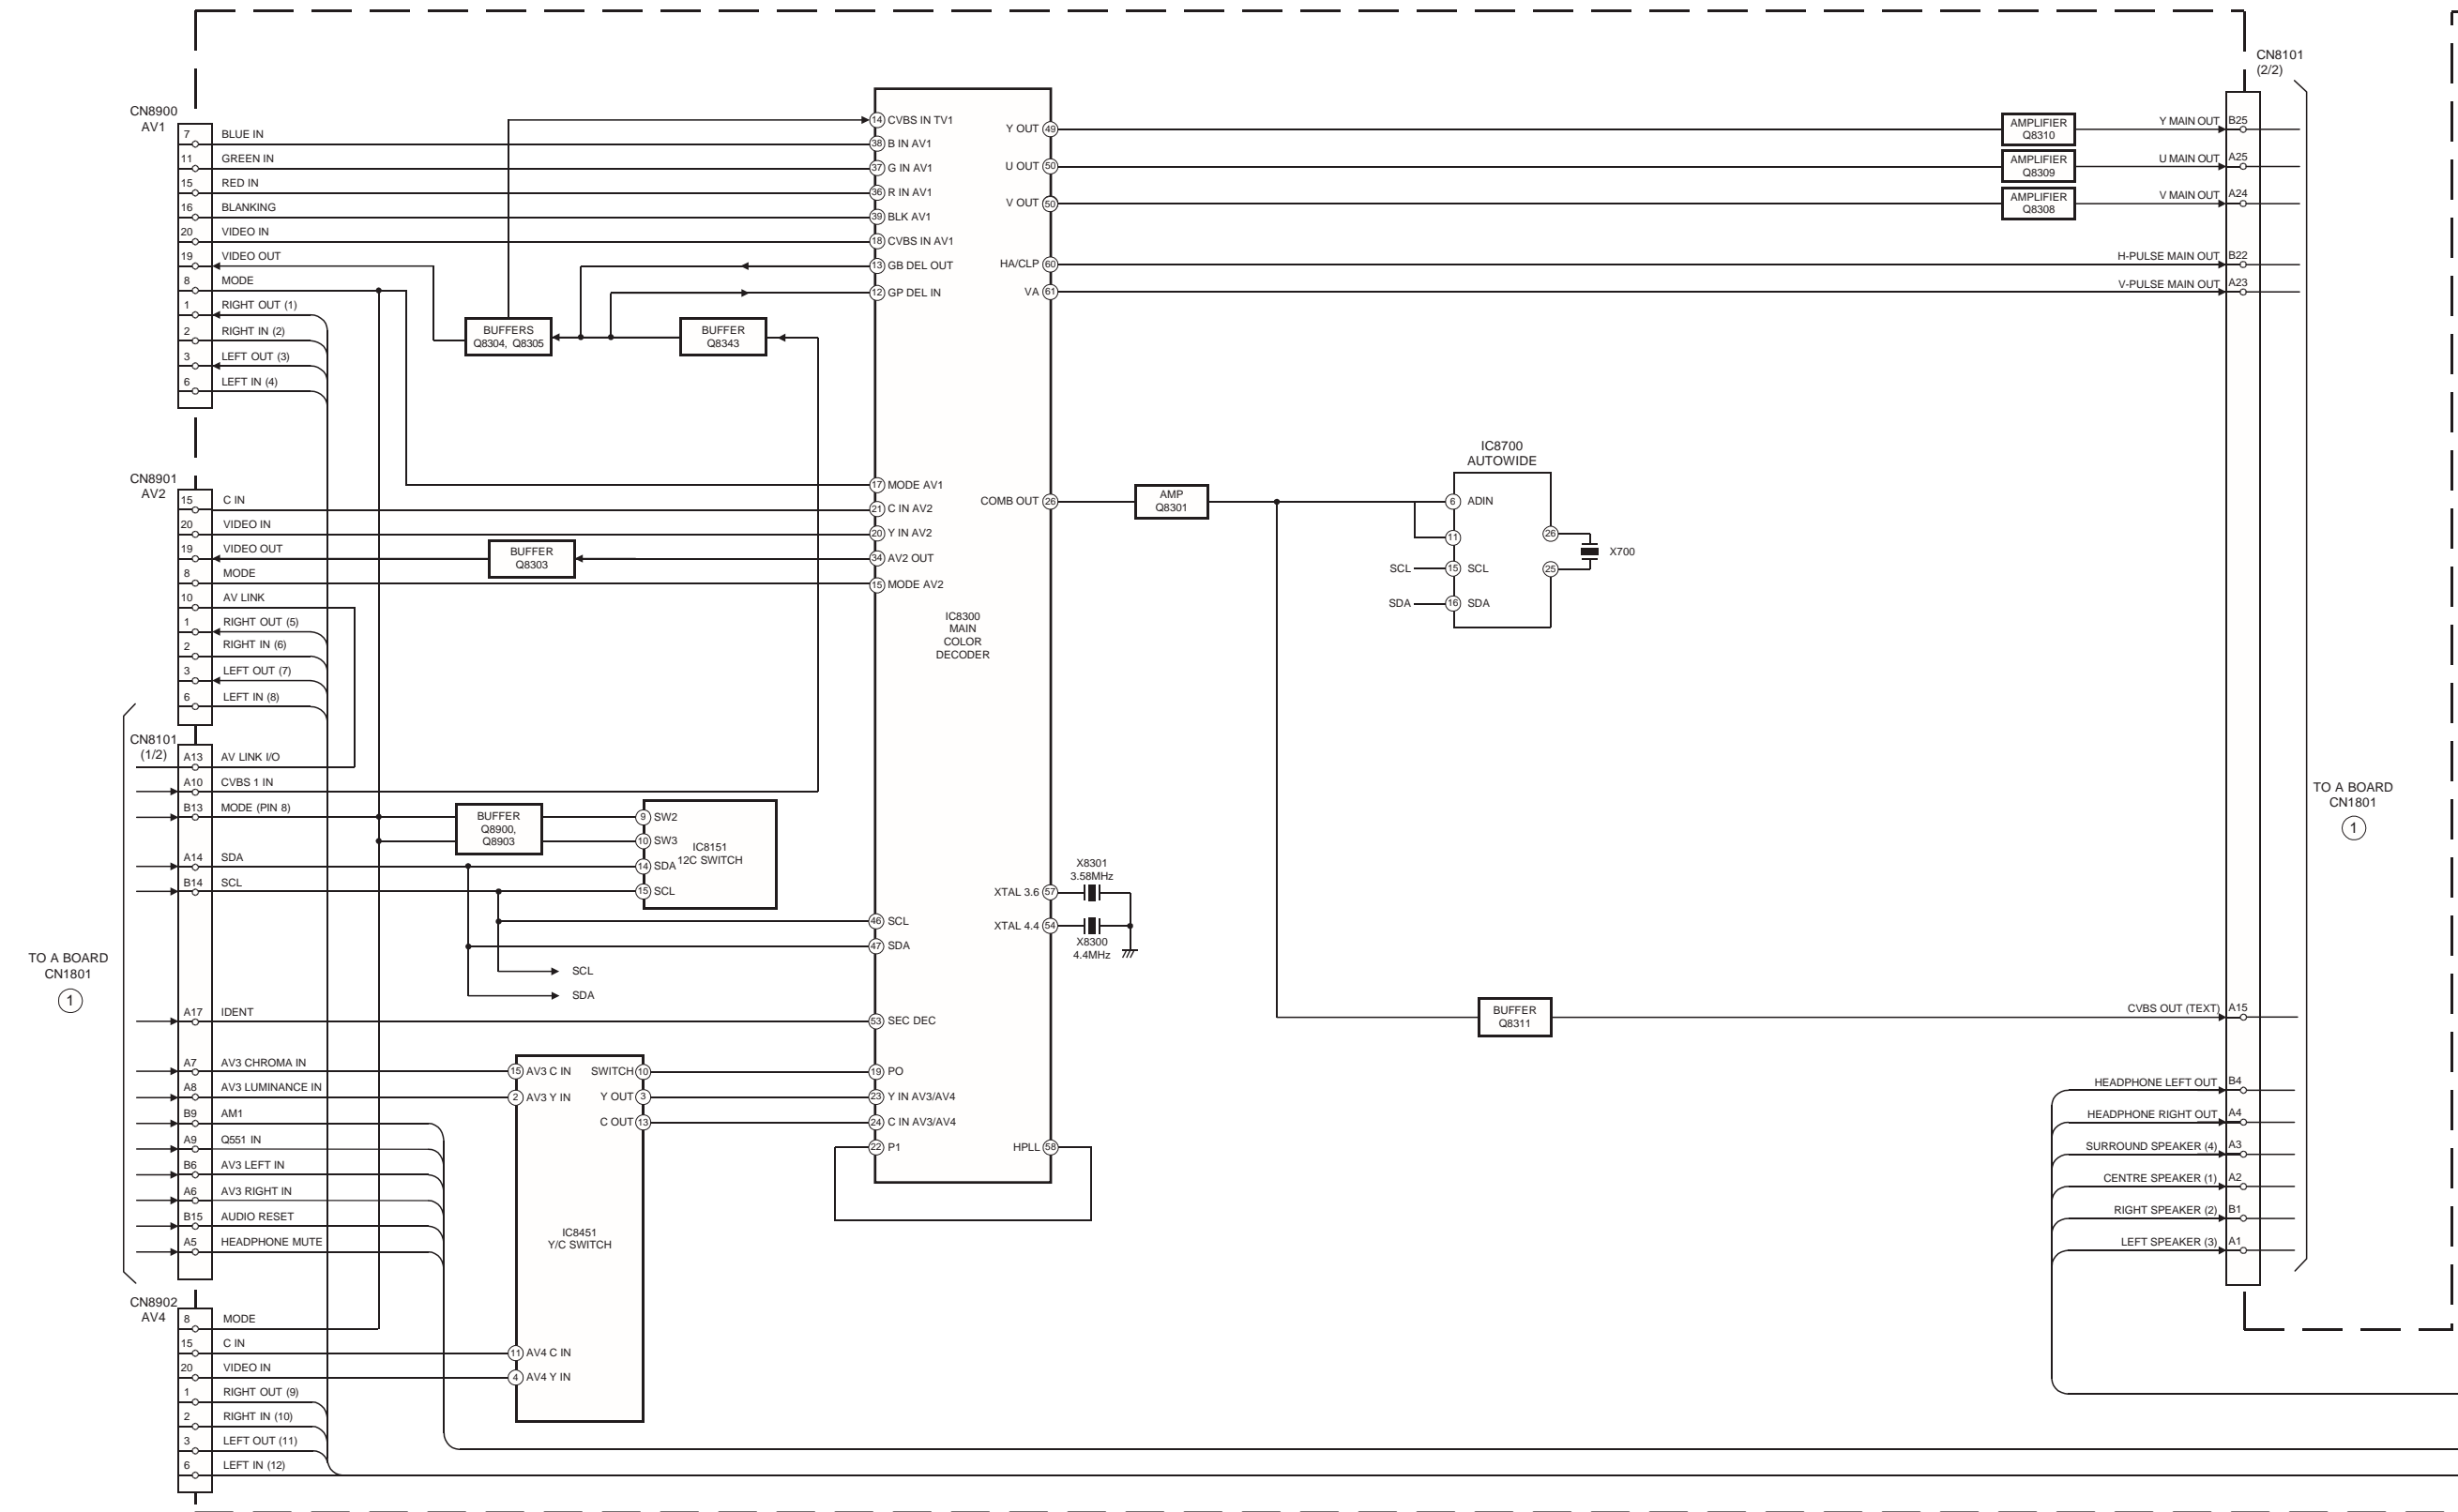 CN8900
AV1
7 BLUE IN
11 GREEN IN
15 RED IN
16 BLANKING
20 VIDEO IN
19 VIDEO OUT
8 MODE
1 RIGHT OUT (1)
2 RIGHT IN (2)
3 LEFT OUT (3)
6 LEFT IN (4)
CN8901
AV2
15 C IN
20 VIDEO IN
19 VIDEO OUT
8 MODE
10 AV LINK
1 RIGHT OUT (5)
2 RIGHT IN (6)
3 LEFT OUT (7)
6 LEFT IN (8)
CN8101
(1/2)
A13 AV LINK I/O
A10 CVBS 1 IN
B13 MODE (PIN 8)
A14 SDA
B14 SCL
A17 IDENT
A7 AV3 CHROMA IN
A8 AV3 LUMINANCE IN
B9 AM1
A9 Q551 IN
B6 AV3 LEFT IN
A6 AV3 RIGHT IN
B15 AUDIO RESET
A5 HEADPHONE MUTE
TO A BOARD
CN1801
1
CN8902
AV4
8 MODE
15 C IN
20 VIDEO IN
1 RIGHT OUT (9)
2 RIGHT IN (10)
3 LEFT OUT (11)
6 LEFT IN (12)
BUFFERS
Q8304, Q8305
BUFFER
Q8343
BUFFER
Q8303
BUFFER
Q8900,
Q8903
9 SW2
10 SW3
14 SDA
15 SCL
IC8151
12C SWITCH
SCL
SDA
15 AV3 C IN
2 AV3 Y IN
SWITCH 10
Y OUT 3
C OUT 13
IC8451
Y/C SWITCH
11 AV4 C IN
4 AV4 Y IN
14 CVBS IN TV1
38 B IN AV1
37 G IN AV1
36 R IN AV1
39 BLK AV1
18 CVBS IN AV1
13 GB DEL OUT
12 GP DEL IN
17 MODE AV1
21 C IN AV2
20 Y IN AV2
34 AV2 OUT
15 MODE AV2
IC8300
MAIN
COLOR
DECODER
46 SCL
47 SDA
53 SEC DEC
19 PO
23 Y IN AV3/AV4
24 C IN AV3/AV4
22 P1
Y OUT 49
U OUT 50
V OUT 50
HA/CLP 60
VA 61
COMB OUT 26
XTAL 3.6 57
XTAL 4.4 54
HPLL 58
X8301
3.58MHz
X8300
4.4MHz
AMP
Q8301
IC8700
AUTOWIDE
6 ADIN
11
SCL 15 SCL
SDA 16 SDA
26
25
X700
BUFFER
Q8311
AMPLIFIER
Q8310
AMPLIFIER
Q8309
AMPLIFIER
Q8308
CN8101
(2/2)
Y MAIN OUT B25
U MAIN OUT A25
V MAIN OUT A24
H-PULSE MAIN OUT B22
V-PULSE MAIN OUT A23
CVBS OUT (TEXT) A15
HEADPHONE LEFT OUT B4
HEADPHONE RIGHT OUT A4
SURROUND SPEAKER (4) A3
CENTRE SPEAKER (1) A2
RIGHT SPEAKER (2) B1
LEFT SPEAKER (3) A1
TO A BOARD
CN1801
1